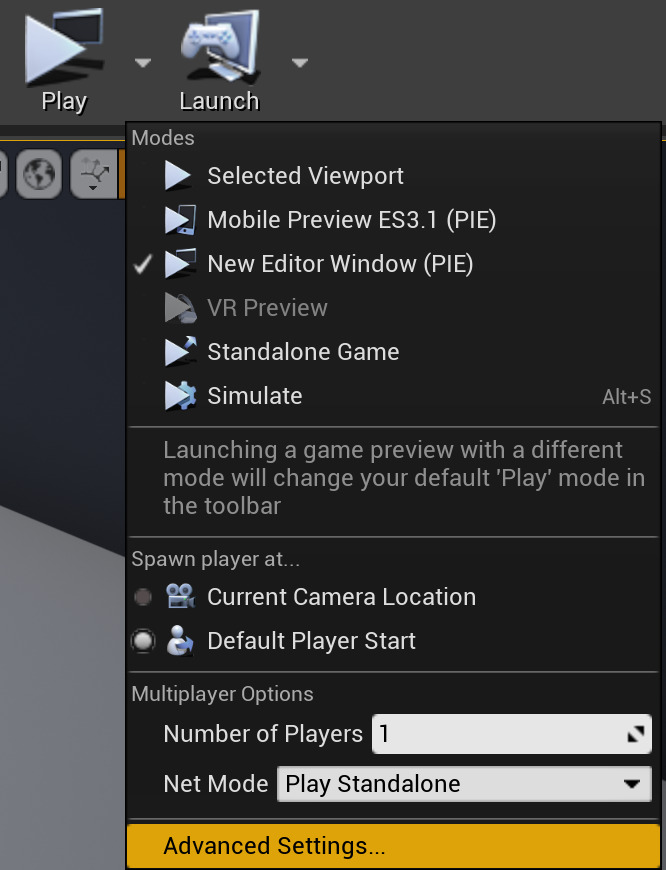 Play
Launch
Modes
Selected Viewport
Mobile Preview ES3.1 (PIE)
New Editor Window (PIE)
VR Preview
Standalone Game
Simulate Alt+S
Launching a game preview with a different
mode will change your default 'Play' mode in
the toolbar
Spawn player at...
Current Camera Location
Default Player Start
Multiplayer Options
Number of Players 1
Net Mode Play Standalone
Advanced Settings...